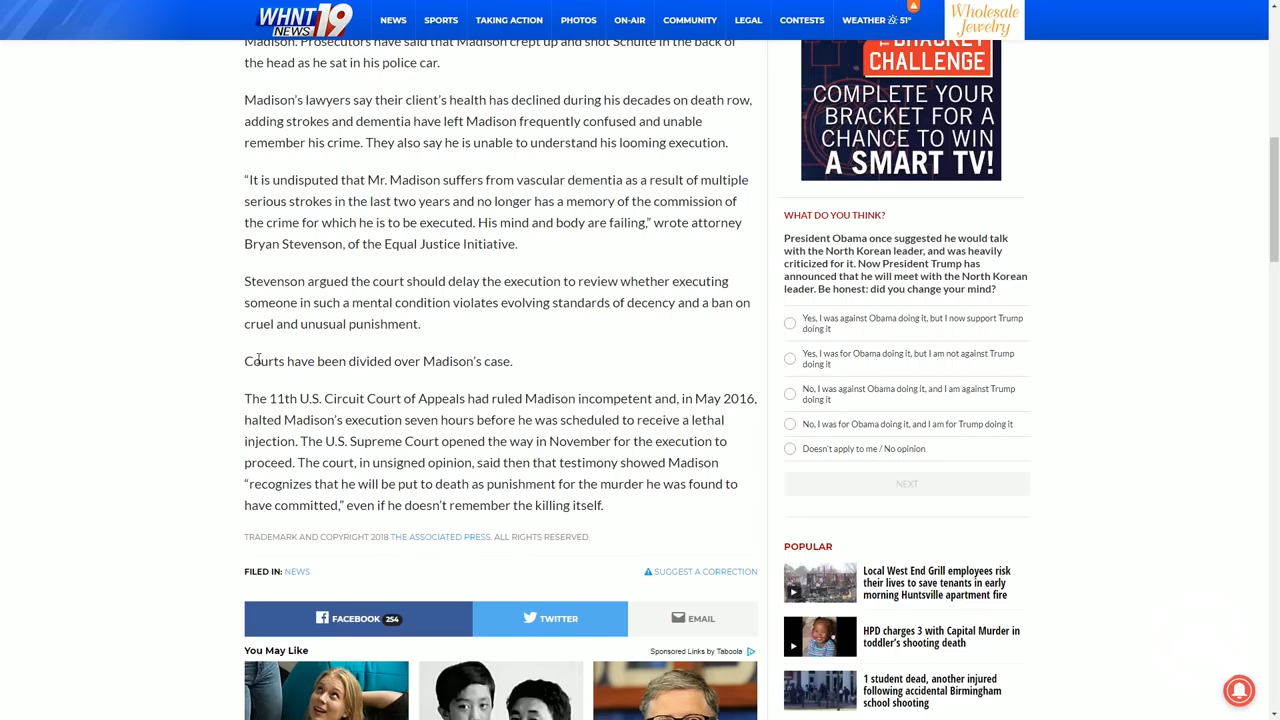 WHNT NEWS 19
NEWS SPORTS TAKING ACTION PHOTOS ON-AIR COMMUNITY LEGAL CONTESTS WEATHER 51°
Wholesale
Jewelry
Madison. Prosecutors have said that Madison crept up and shot Schulte in the back of
the head as he sat in his police car.
Madison’s lawyers say their client’s health has declined during his decades on death row,
adding strokes and dementia have left Madison frequently confused and unable
remember his crime. They also say he is unable to understand his looming execution.
“It is undisputed that Mr. Madison suffers from vascular dementia as a result of multiple
serious strokes in the last two years and no longer has a memory of the commission of
the crime for which he is to be executed. His mind and body are failing,” wrote attorney
Bryan Stevenson, of the Equal Justice Initiative.
Stevenson argued the court should delay the execution to review whether executing
someone in such a mental condition violates evolving standards of decency and a ban on
cruel and unusual punishment.
Courts have been divided over Madison’s case.
The 11th U.S. Circuit Court of Appeals had ruled Madison incompetent and, in May 2016,
halted Madison’s execution seven hours before he was scheduled to receive a lethal
injection. The U.S. Supreme Court opened the way in November for the execution to
proceed. The court, in unsigned opinion, said then that testimony showed Madison
“recognizes that he will be put to death as punishment for the murder he was found to
have committed,” even if he doesn’t remember the killing itself.
TRADEMARK AND COPYRIGHT 2018 THE ASSOCIATED PRESS. ALL RIGHTS RESERVED.
FILED IN: NEWS
SUGGEST A CORRECTION
FACEBOOK 254
TWITTER
EMAIL
You May Like
Sponsored Links by Taboola
BRACKET
CHALLENGE
COMPLETE YOUR
BRACKET FOR A
CHANCE TO WIN
A SMART TV!
WHAT DO YOU THINK?
President Obama once suggested he would talk
with the North Korean leader, and was heavily
criticized for it. Now President Trump has
announced that he will meet with the North Korean
leader. Be honest: did you change your mind?
Yes, I was against Obama doing it, but I now support Trump
doing it
Yes, I was for Obama doing it, but I am not against Trump
doing it
No, I was against Obama doing it, and I am against Trump
doing it
No, I was for Obama doing it, and I am for Trump doing it
Doesn't apply to me / No opinion
NEXT
POPULAR
Local West End Grill employees risk
their lives to save tenants in early
morning Huntsville apartment fire
HPD charges 3 with Capital Murder in
toddler’s shooting death
1 student dead, another injured
following accidental Birmingham
school shooting